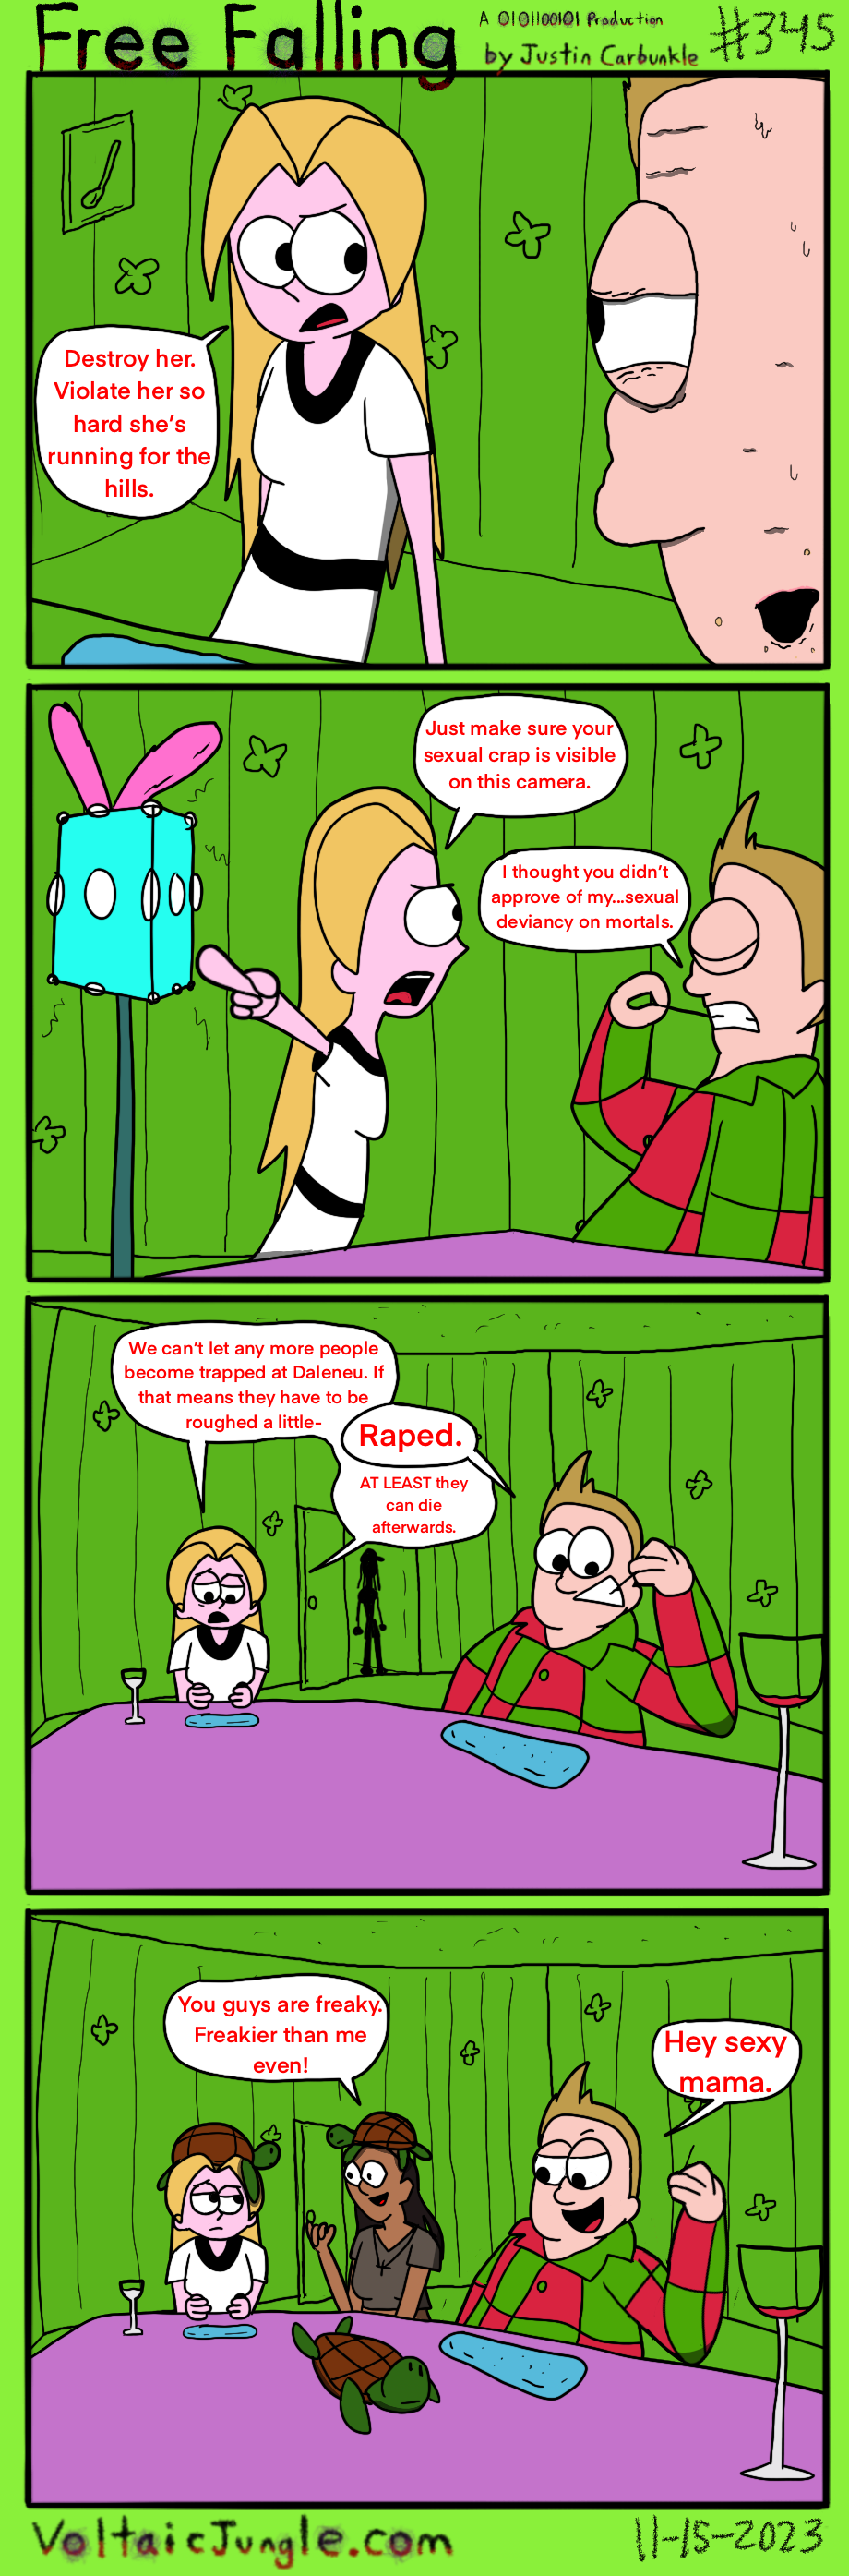 Free Falling
A 0101100101 Production
by Justin Carbunkle
#345
Destroy her.
Violate her so
hard she's
running for the
hills.
Just make sure your
sexual crap is visible
on this camera.
I thought you didn't
approve of my...sexual
deviancy on mortals.
We can't let any more people
become trapped at Daleneu. If
that means they have to be
roughed a little-
Raped.
AT LEAST they
can die
afterwards.
You guys are freaky.
Freakier than me
even!
Hey sexy
mama.
VoltaicJungle.com
11-15-2023